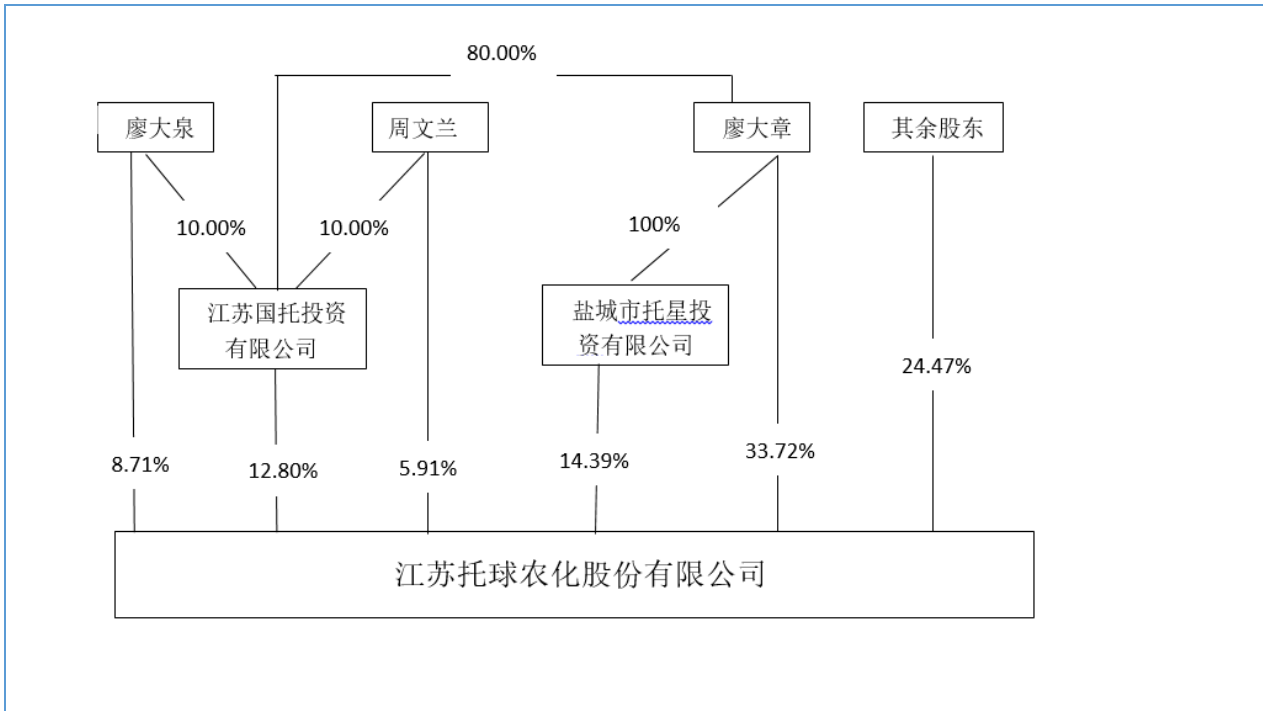 80.00%
廖大泉
周文兰
廖大章
其余股东
10.00%
10.00%
100%
江苏国托投资
有限公司
盐城市托星投
资有限公司
24.47%
8.71%
12.80%
5.91%
14.39%
33.72%
江苏托球农化股份有限公司